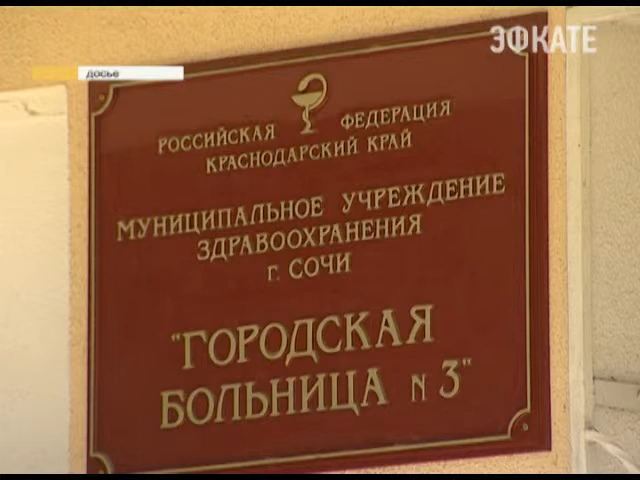 ЭФКАТЕ
ДОСЬЕ
РОССИЙСКАЯ ФЕДЕРАЦИЯ
КРАСНОДАРСКИЙ КРАЙ
МУНИЦИПАЛЬНОЕ УЧРЕЖДЕНИЕ
ЗДРАВООХРАНЕНИЯ
г. СОЧИ
"ГОРОДСКАЯ
БОЛЬНИЦА N 3"